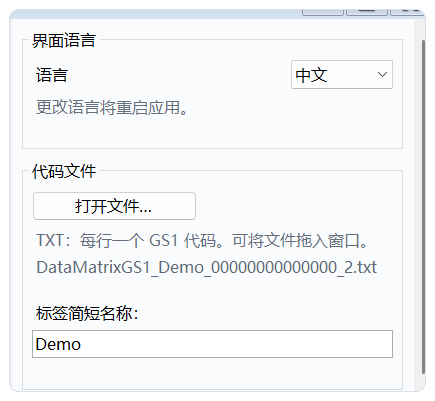 界面语言
语言
中文
更改语言将重启应用。
代码文件
打开文件...
TXT：每行一个 GS1 代码。可将文件拖入窗口。
DataMatrixGS1_Demo_00000000000000_2.txt
标签简短名称：
Demo